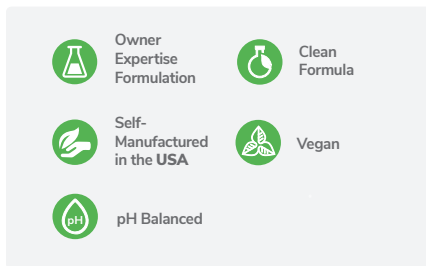 Owner
Expertise
Formulation
Clean
Formula
Self-
Manufactured
in the USA
Vegan
pH
pH Balanced